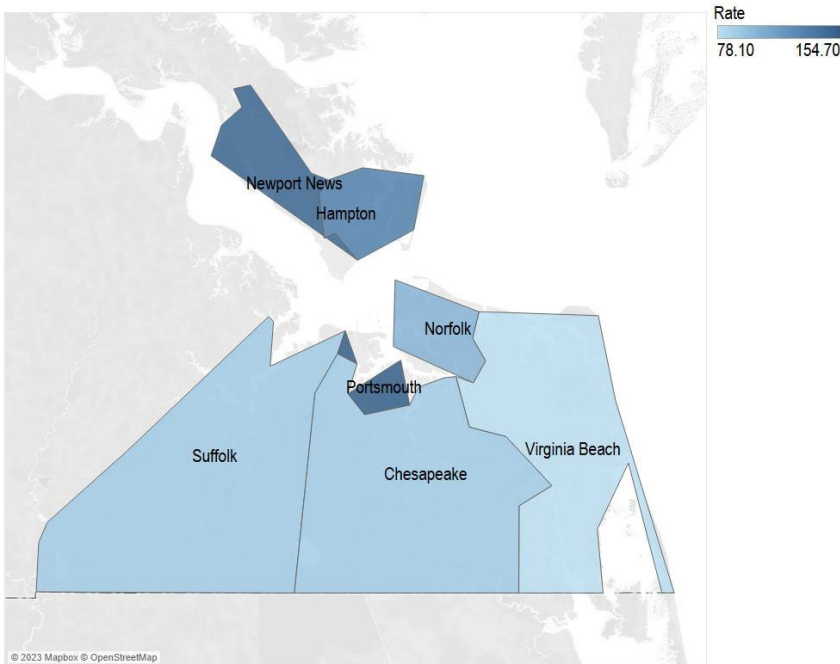 Rate
78.10 154.70
Newport News
Hampton
Norfolk
Portsmouth
Suffolk
Virginia Beach
Chesapeake
© 2023 Mapbox © OpenStreetMap